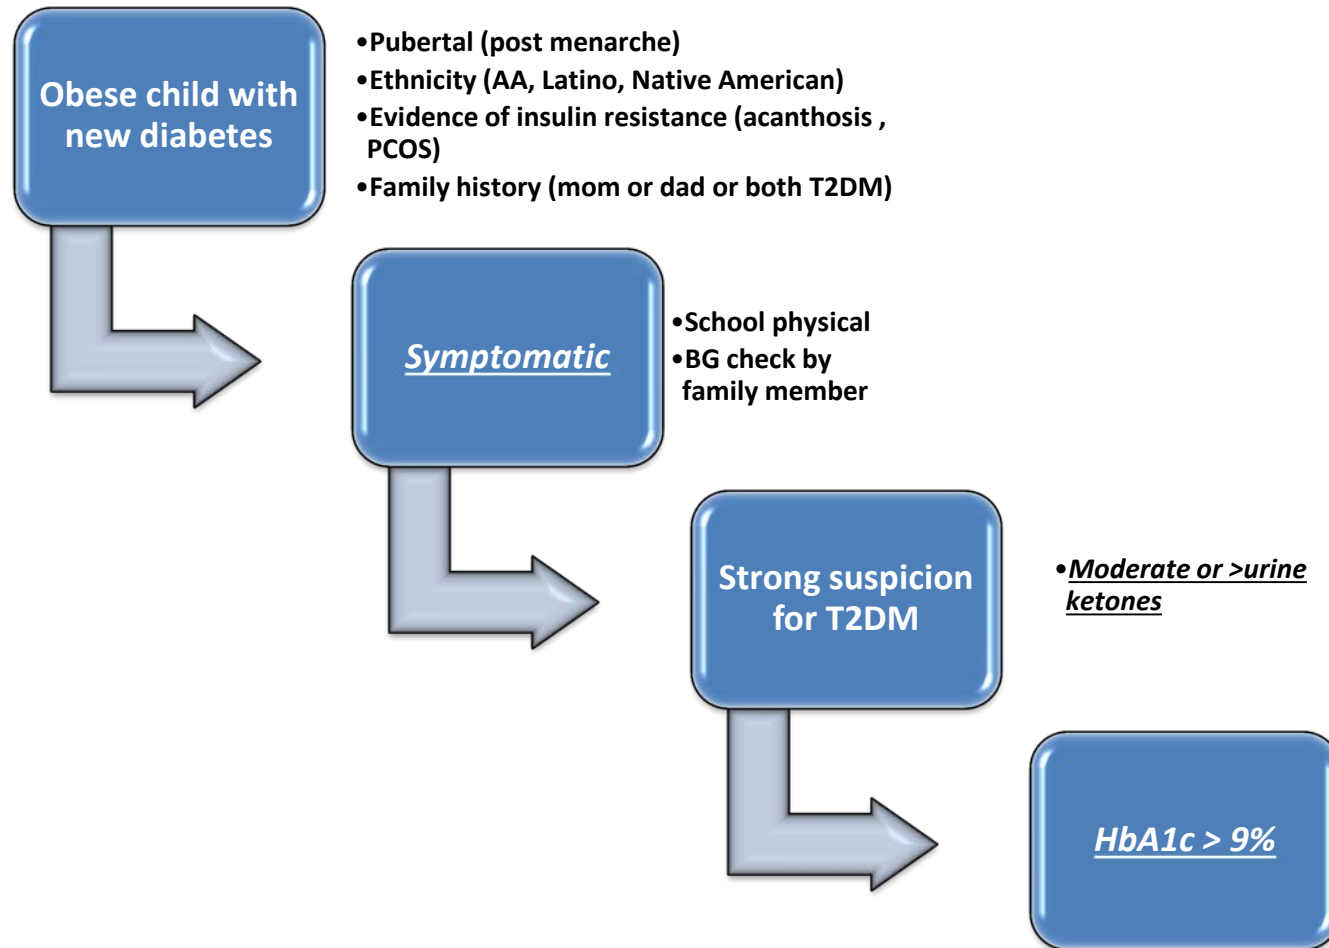 Obese child with
new diabetes
•Pubertal (post menarche)
•Ethnicity (AA, Latino, Native American)
•Evidence of insulin resistance (acanthosis ,
PCOS)
•Family history (mom or dad or both T2DM)
Symptomatic
•School physical
•BG check by
family member
Strong suspicion
for T2DM
•Moderate or >urine
ketones
HbA1c > 9%